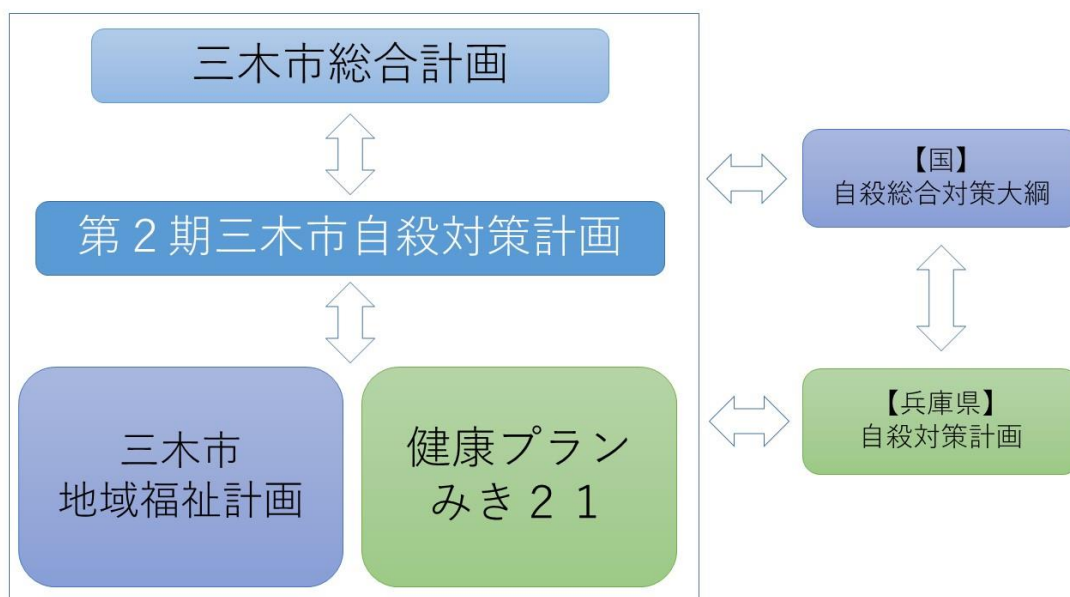 三木市総合計画
第２期三木市自殺対策計画
三木市
地域福祉計画
健康プラン
みき２１
【国】
自殺総合対策大綱
【兵庫県】
自殺対策計画